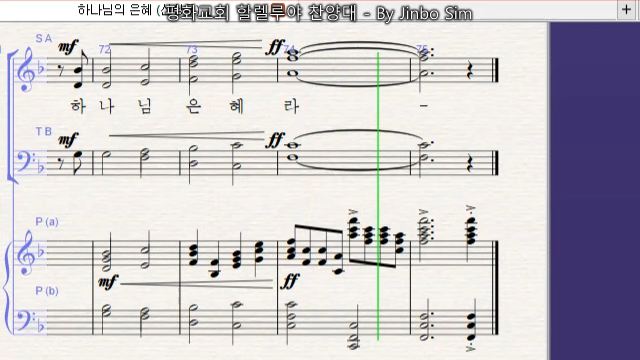 하나님의 은혜 (
평화교회 할렐루야 찬양대 - By Jinbo Sim
+
S A
mf 72 73 ff 74 75
하 나 님 은 혜 라 -
T B
mf ff
P (a)
mf ff
P (b)